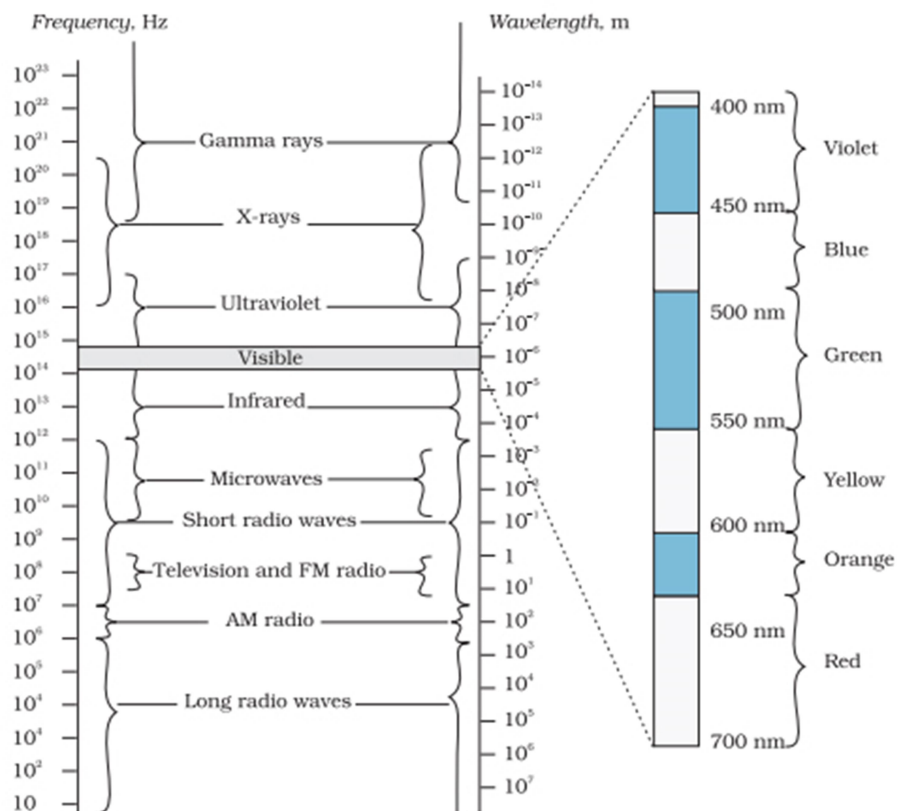 Frequency, Hz
10²³
10²²
10²¹
10²⁰
10¹⁹
10¹⁸
10¹⁷
10¹⁶
10¹⁵
10¹⁴
10¹³
10¹²
10¹¹
10¹⁰
10⁹
10⁸
10⁷
10⁶
10⁵
10⁴
10⁴
10²
10
Gamma rays
X-rays
Ultraviolet
Visible
Infrared
Microwaves
Short radio waves
Television and FM radio
AM radio
Long radio waves
Wavelength, m
10⁻¹⁴
10⁻¹³
10⁻¹²
10⁻¹¹
10⁻¹⁰
10⁻⁹
10⁻⁸
10⁻⁷
10⁻⁶
10⁻⁵
10⁻⁴
10⁻³
10⁻²
10⁻¹
1
10¹
10²
10³
10⁴
10⁵
10⁶
10⁷
400 nm
450 nm
500 nm
550 nm
600 nm
650 nm
700 nm
Violet
Blue
Green
Yellow
Orange
Red